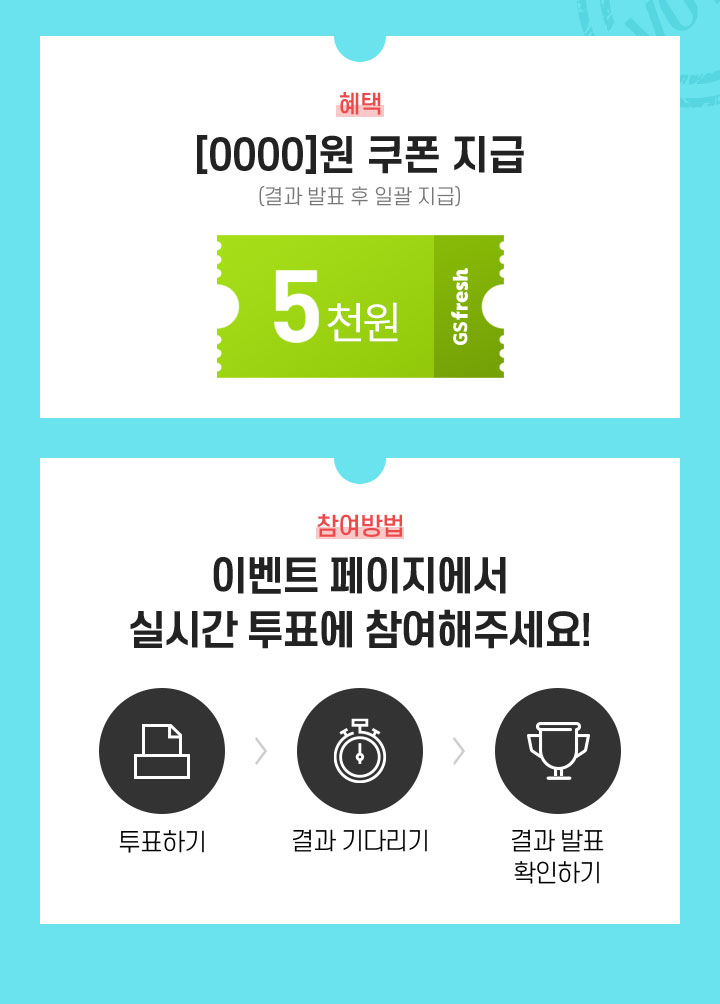 혜택
[0000]원 쿠폰 지급
(결과 발표 후 일괄 지급)
5천원
GSfresh
참여방법
이벤트 페이지에서
실시간 투표에 참여해주세요!
투표하기
결과 기다리기
결과 발표
확인하기